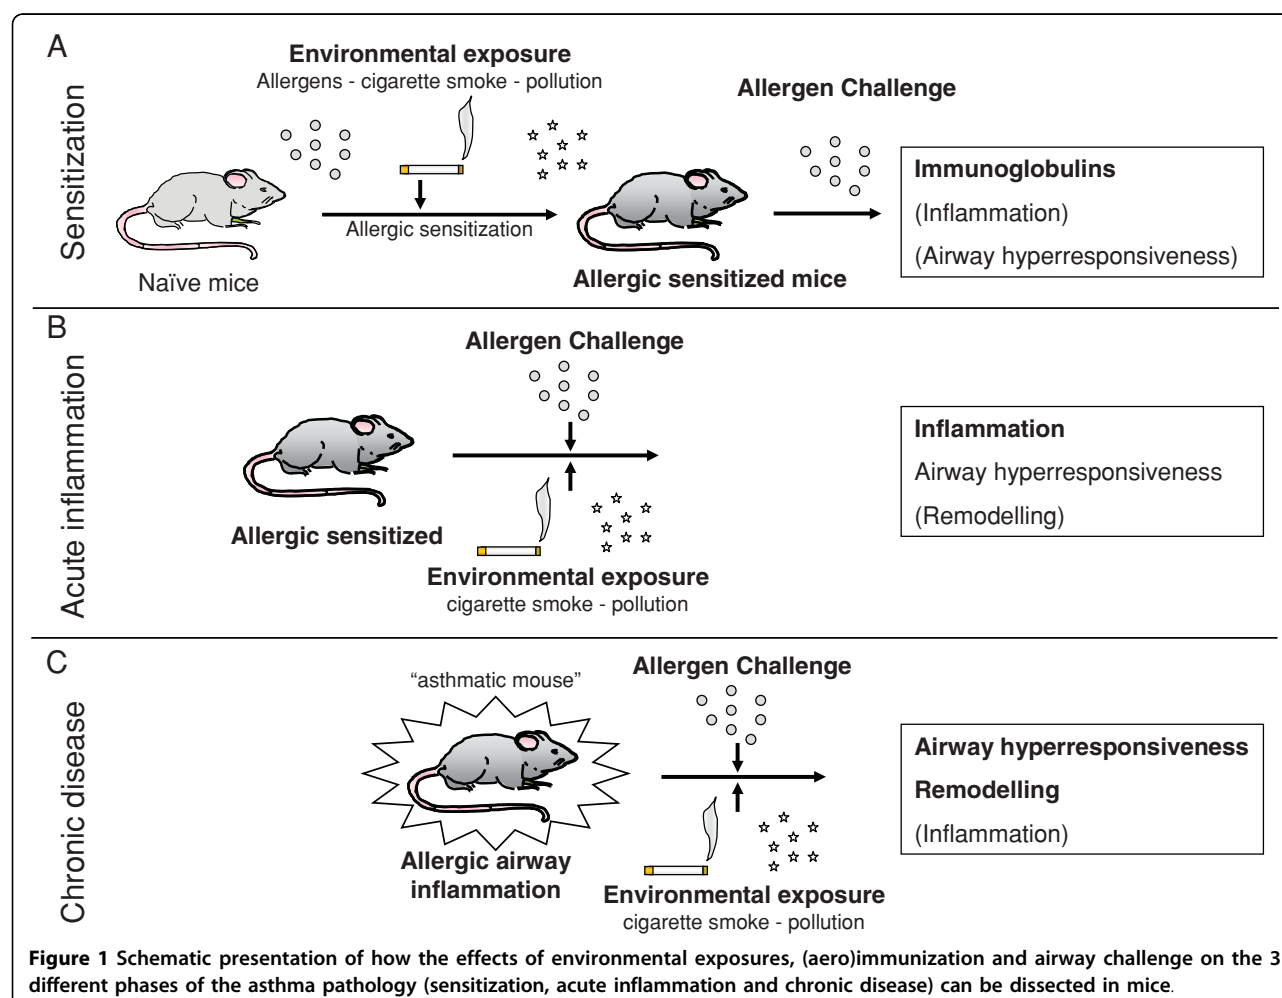 A
Sensitization
Environmental exposure
Allergens - cigarette smoke - pollution
Allergic sensitization
Naïve mice
Allergic sensitized mice
Allergen Challenge
Immunoglobulins
(Inflammation)
(Airway hyperresponsiveness)
B
Acute inflammation
Allergen Challenge
Allergic sensitized
Environmental exposure
cigarette smoke - pollution
Inflammation
Airway hyperresponsiveness
(Remodelling)
C
Chronic disease
“asthmatic mouse”
Allergic airway
inflammation
Allergen Challenge
Environmental exposure
cigarette smoke - pollution
Airway hyperresponsiveness
Remodelling
(Inflammation)
Figure 1 Schematic presentation of how the effects of environmental exposures, (aero)immunization and airway challenge on the 3
different phases of the asthma pathology (sensitization, acute inflammation and chronic disease) can be dissected in mice.